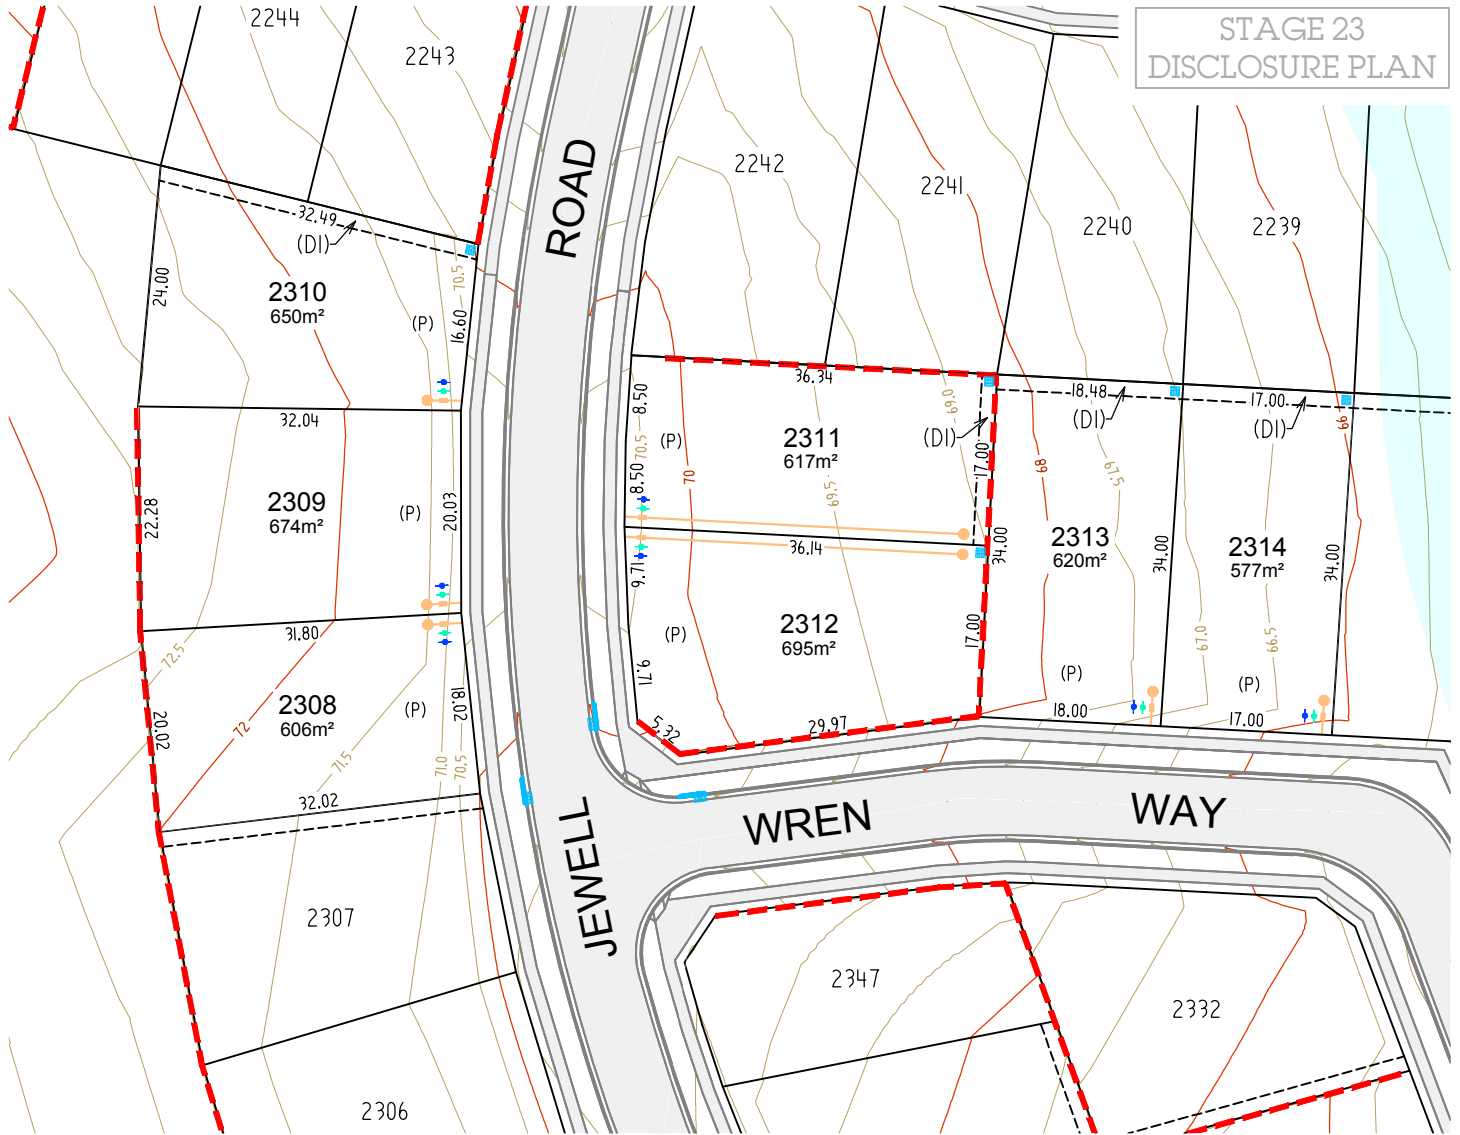 STAGE 23
DISCLOSURE PLAN
2244
2243
ROAD
2242
2241
2240
2239
32.49
(DI)
24.00
2310
650m²
(P)
16.60
70.5
32.04
36.34
8.50
70.5
8.50
(P)
70
2311
617m²
69.5
69.0
(DI)
17.00
18.48
(DI)
17.00
(DI)
66
2309
674m²
22.28
(P)
20.03
36.14
34.00
68
67.5
2313
620m²
34.00
2314
577m²
34.00
31.80
72.5
9.71
(P)
9.71
2312
695m²
17.00
67.0
66.5
(P)
(P)
2308
606m²
20.02
72
71.5
(P)
18.02
71.0
70.5
5.32
29.97
18.00
17.00
32.02
JEWELL
WREN
WAY
2307
2347
2332
2306